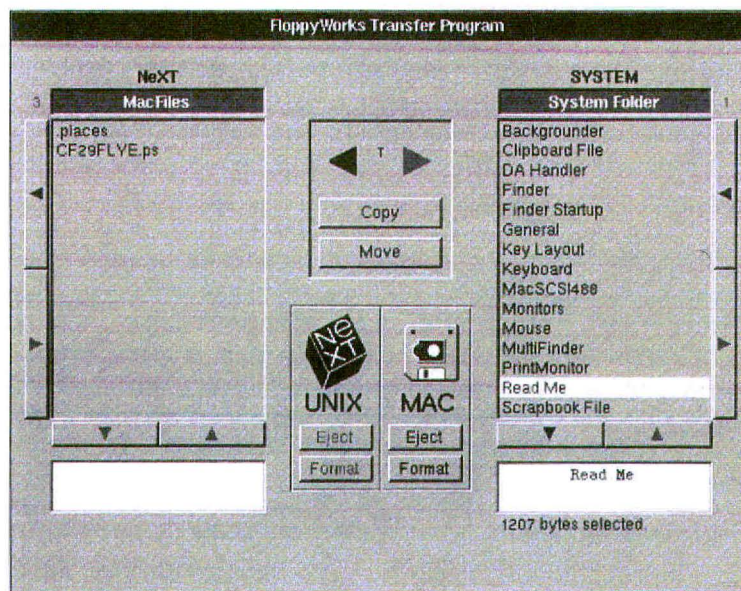 FloppyWorks Transfer Program
NeXT
3
MacFiles
.places
CF29FLYE.ps
T
Copy
Move
NeXT
UNIX
Eject
Format
MAC
Eject
Format
SYSTEM
System Folder
1
Backgrounder
Clipboard File
DA Handler
Finder
Finder Startup
General
Key Layout
Keyboard
MacSCSI488
Monitors
Mouse
MultiFinder
PrintMonitor
Read Me
Scrapbook File
Read Me
1207 bytes selected.